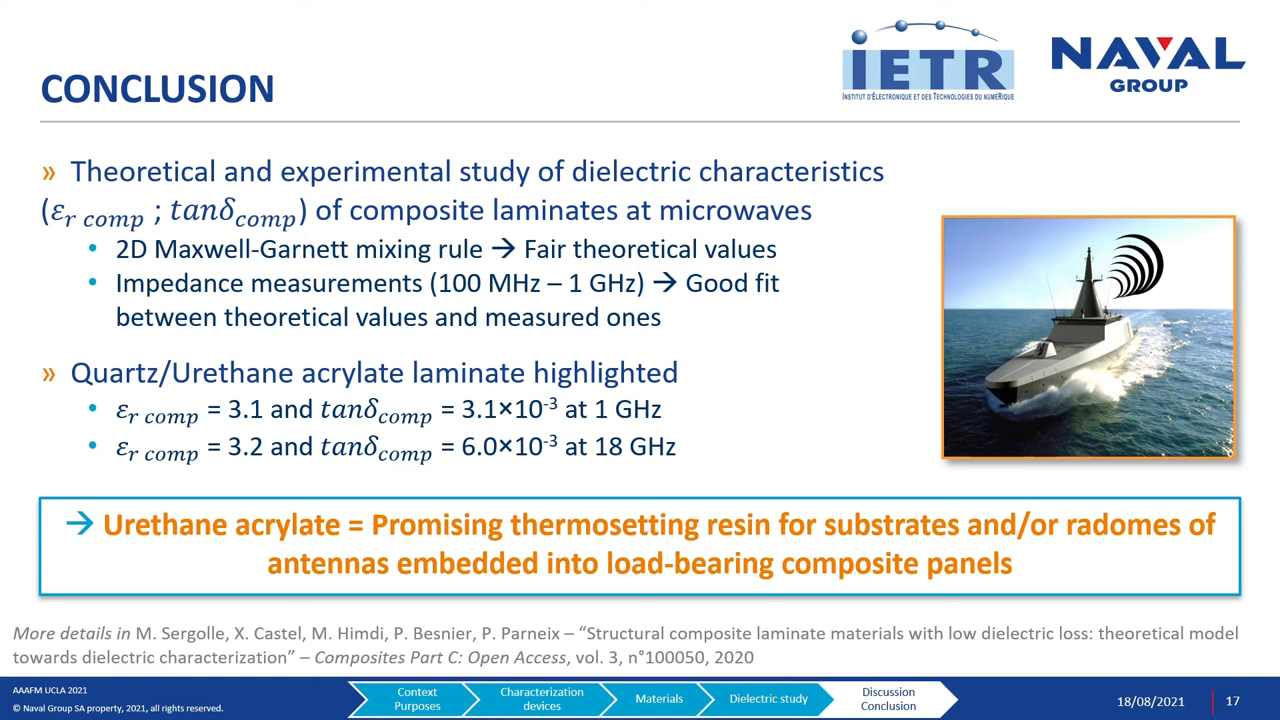 iETR
INSTITUT D'ÉLECTRONIQUE ET DES TECHNOLOGIES DU NUMÉRIQUE
NAVAL
GROUP
CONCLUSION
» Theoretical and experimental study of dielectric characteristics
(εr comp ; tanδcomp) of composite laminates at microwaves
• 2D Maxwell-Garnett mixing rule → Fair theoretical values
• Impedance measurements (100 MHz – 1 GHz) → Good fit
between theoretical values and measured ones
» Quartz/Urethane acrylate laminate highlighted
• εr comp = 3.1 and tanδcomp = 3.1×10-3 at 1 GHz
• εr comp = 3.2 and tanδcomp = 6.0×10-3 at 18 GHz
→ Urethane acrylate = Promising thermosetting resin for substrates and/or radomes of
antennas embedded into load-bearing composite panels
More details in M. Sergolle, X. Castel, M. Himdi, P. Besnier, P. Parneix – “Structural composite laminate materials with low dielectric loss: theoretical model
towards dielectric characterization” – Composites Part C: Open Access, vol. 3, n°100050, 2020
AAAFM UCLA 2021
© Naval Group SA property, 2021, all rights reserved.
Context
Purposes
Characterization
devices
Materials
Dielectric study
Discussion
Conclusion
18/08/2021
17